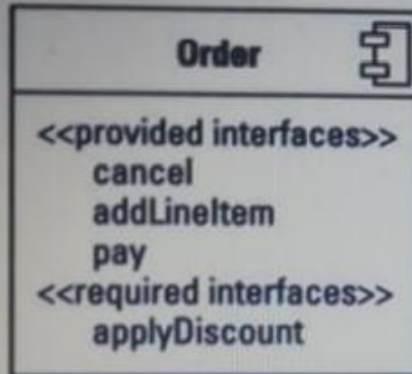 Order
<<provided interfaces>>
cancel
addLineItem
pay
<<required interfaces>>
applyDiscount